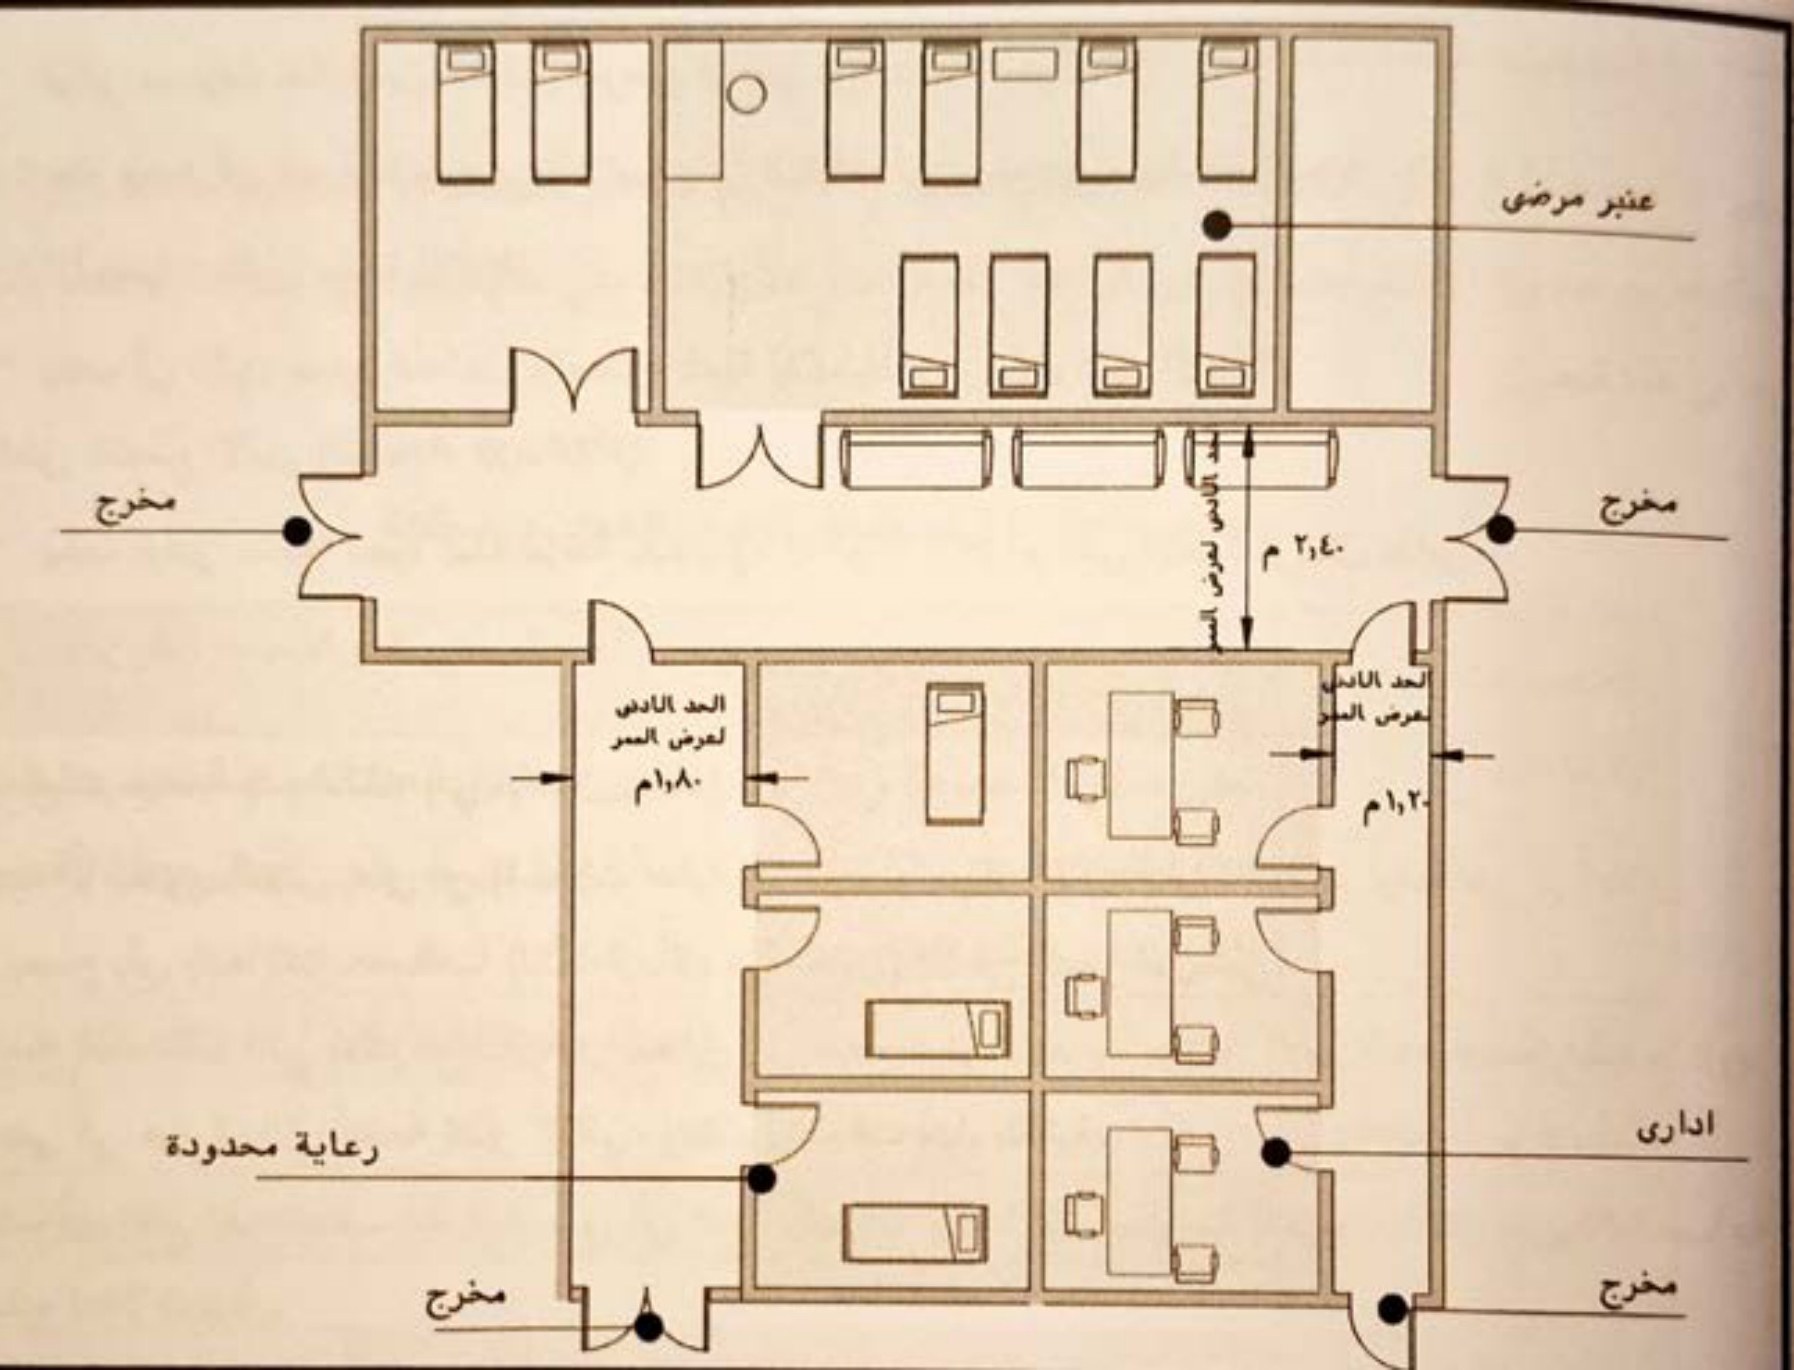 عنبر مرضى
مخرج
مخرج
الحد الادنى لعرض الممر
٢,٤٠ م
الحد الادنى
لعرض الممر
١,٨٠م
الحد الادنى
لعرض الممر
١,٢٠م
رعاية محدودة
ادارى
مخرج
مخرج